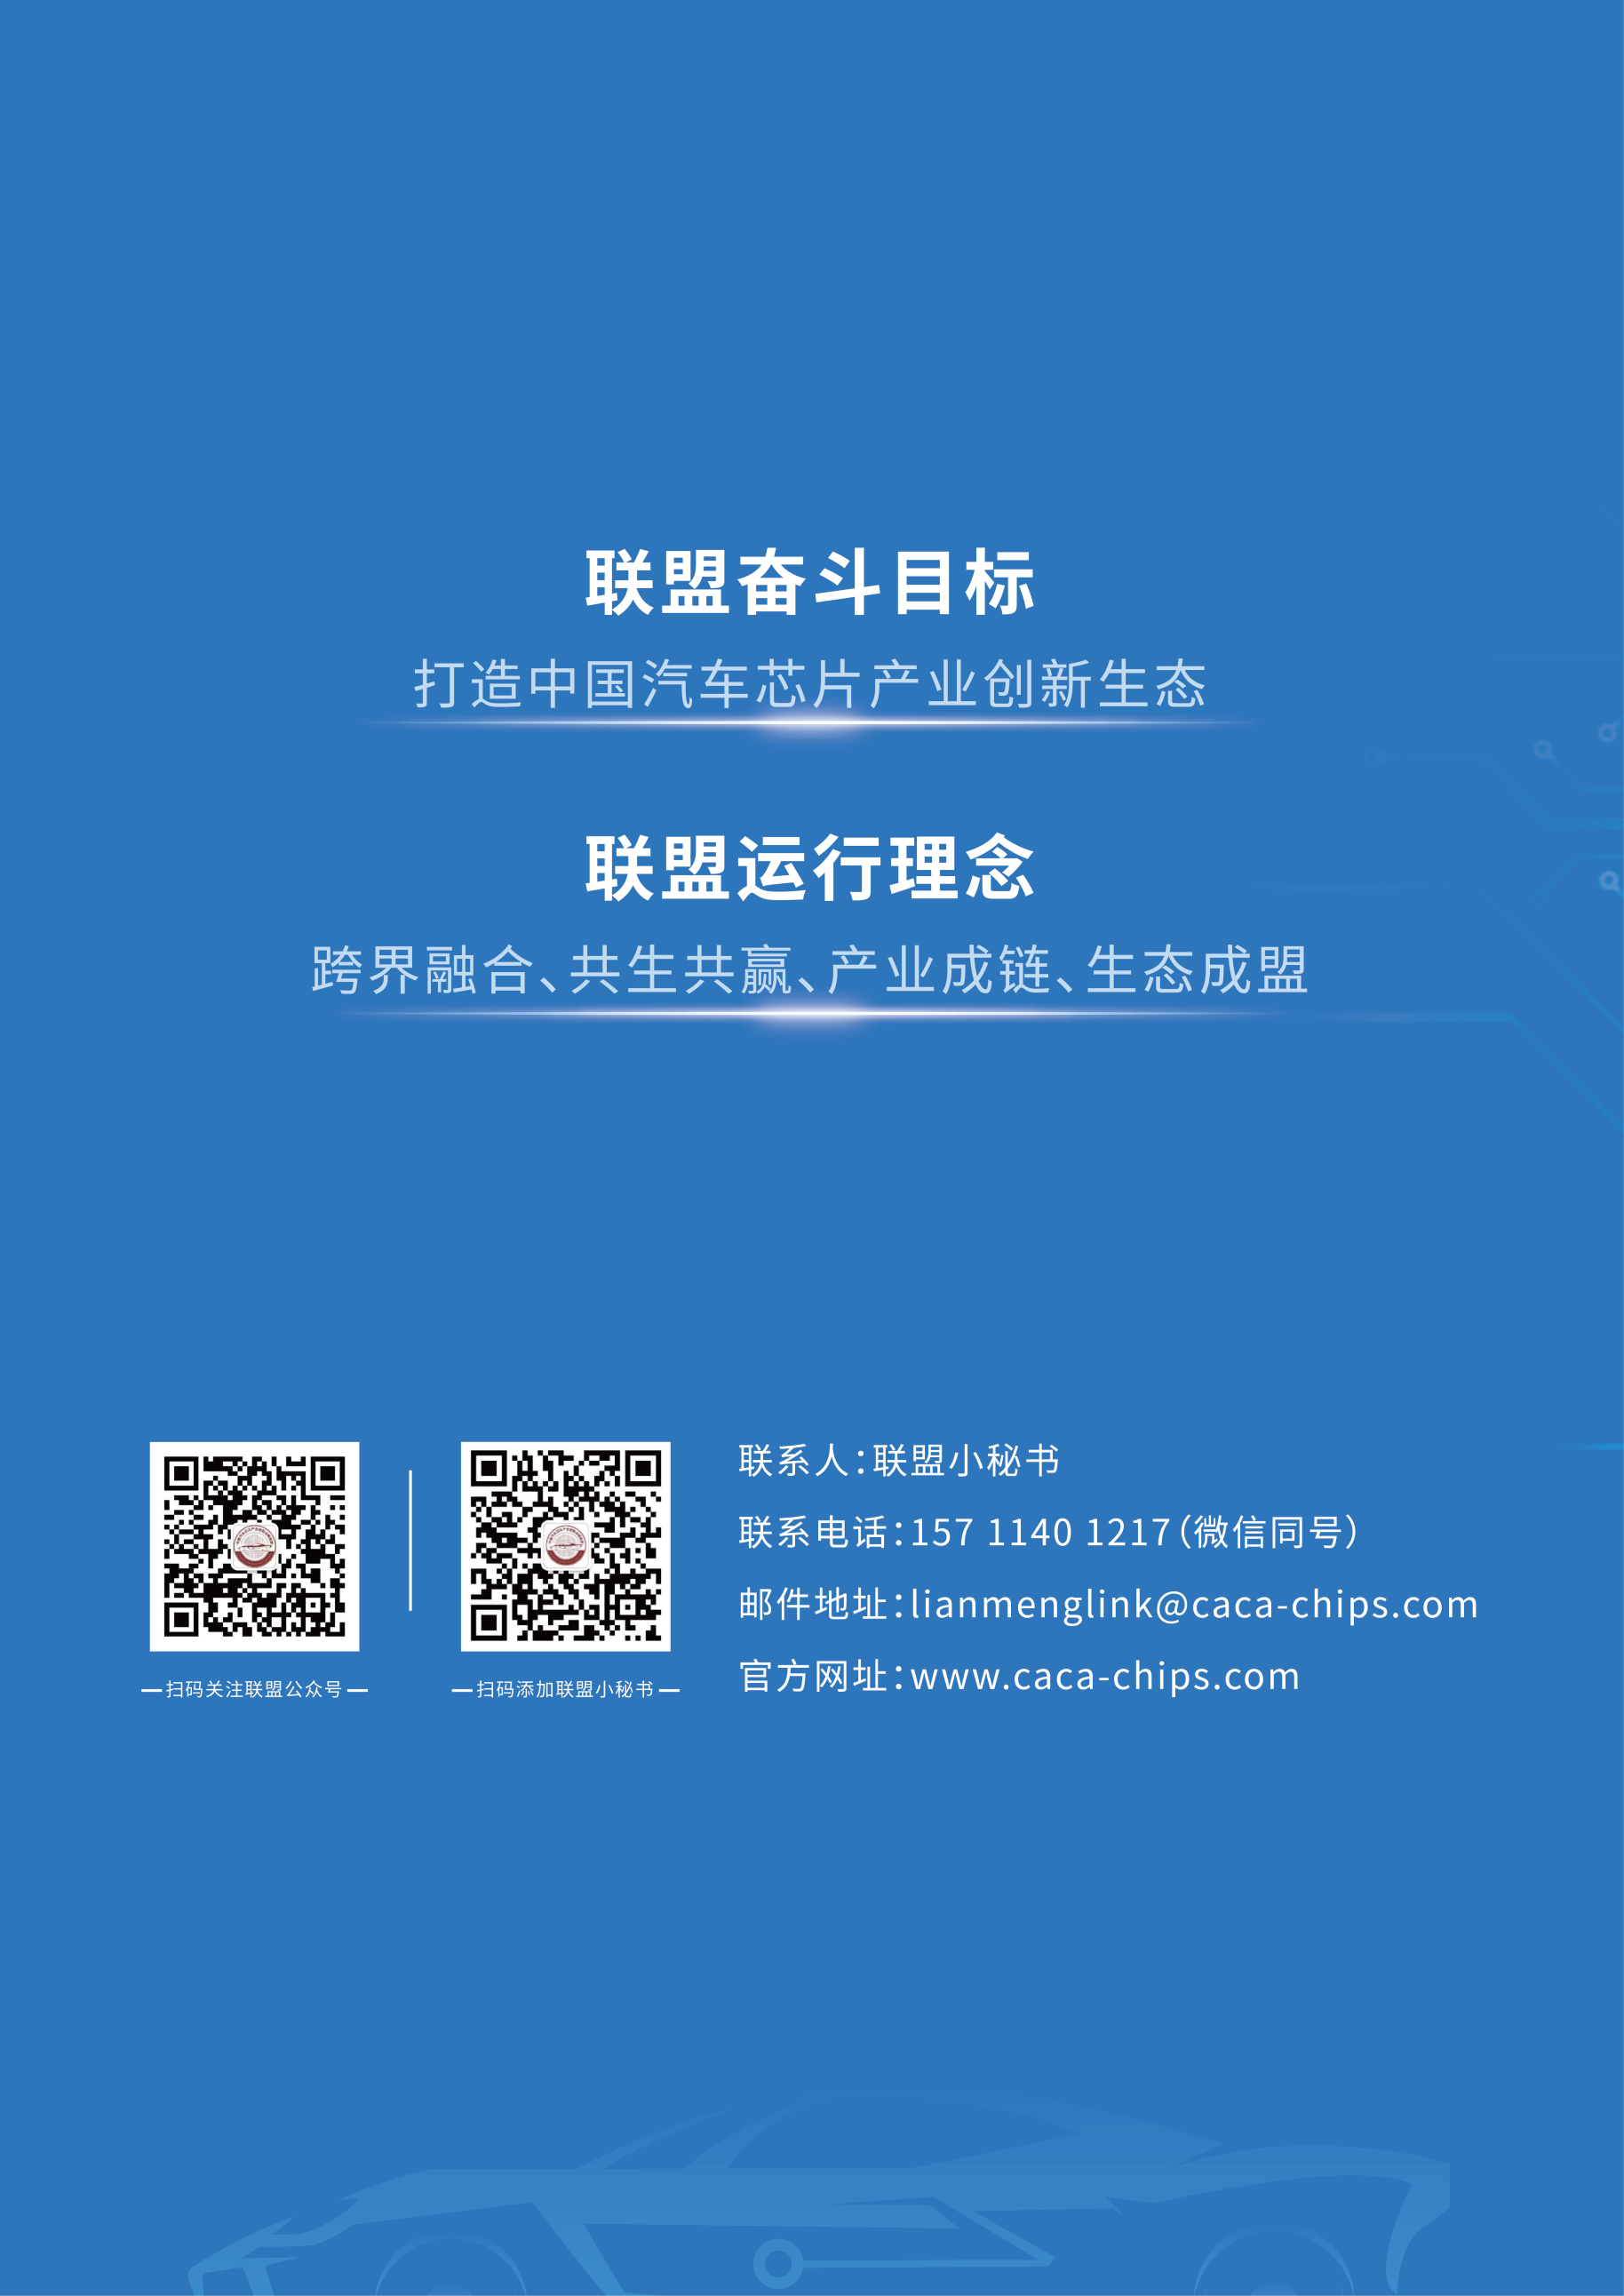 联盟奋斗目标
打造中国汽车芯片产业创新生态
联盟运行理念
跨界融合、共生共赢、产业成链、生态成盟
扫码关注联盟公众号
扫码添加联盟小秘书
联系人：联盟小秘书
联系电话：157 1140 1217（微信同号）
邮件地址：lianmenglink@caca-chips.com
官方网址：www.caca-chips.com